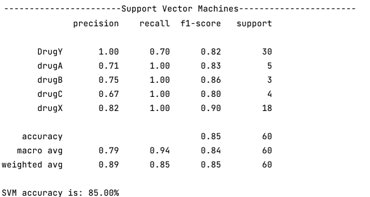 -----------------------Support Vector Machines-----------------------
precision recall f1-score support
DrugY 1.00 0.70 0.82 30
drugA 0.71 1.00 0.83 5
drugB 0.75 1.00 0.86 3
drugC 0.67 1.00 0.80 4
drugX 0.82 1.00 0.90 18
accuracy 0.85 60
macro avg 0.79 0.94 0.84 60
weighted avg 0.89 0.85 0.85 60
SVM accuracy is: 85.00%